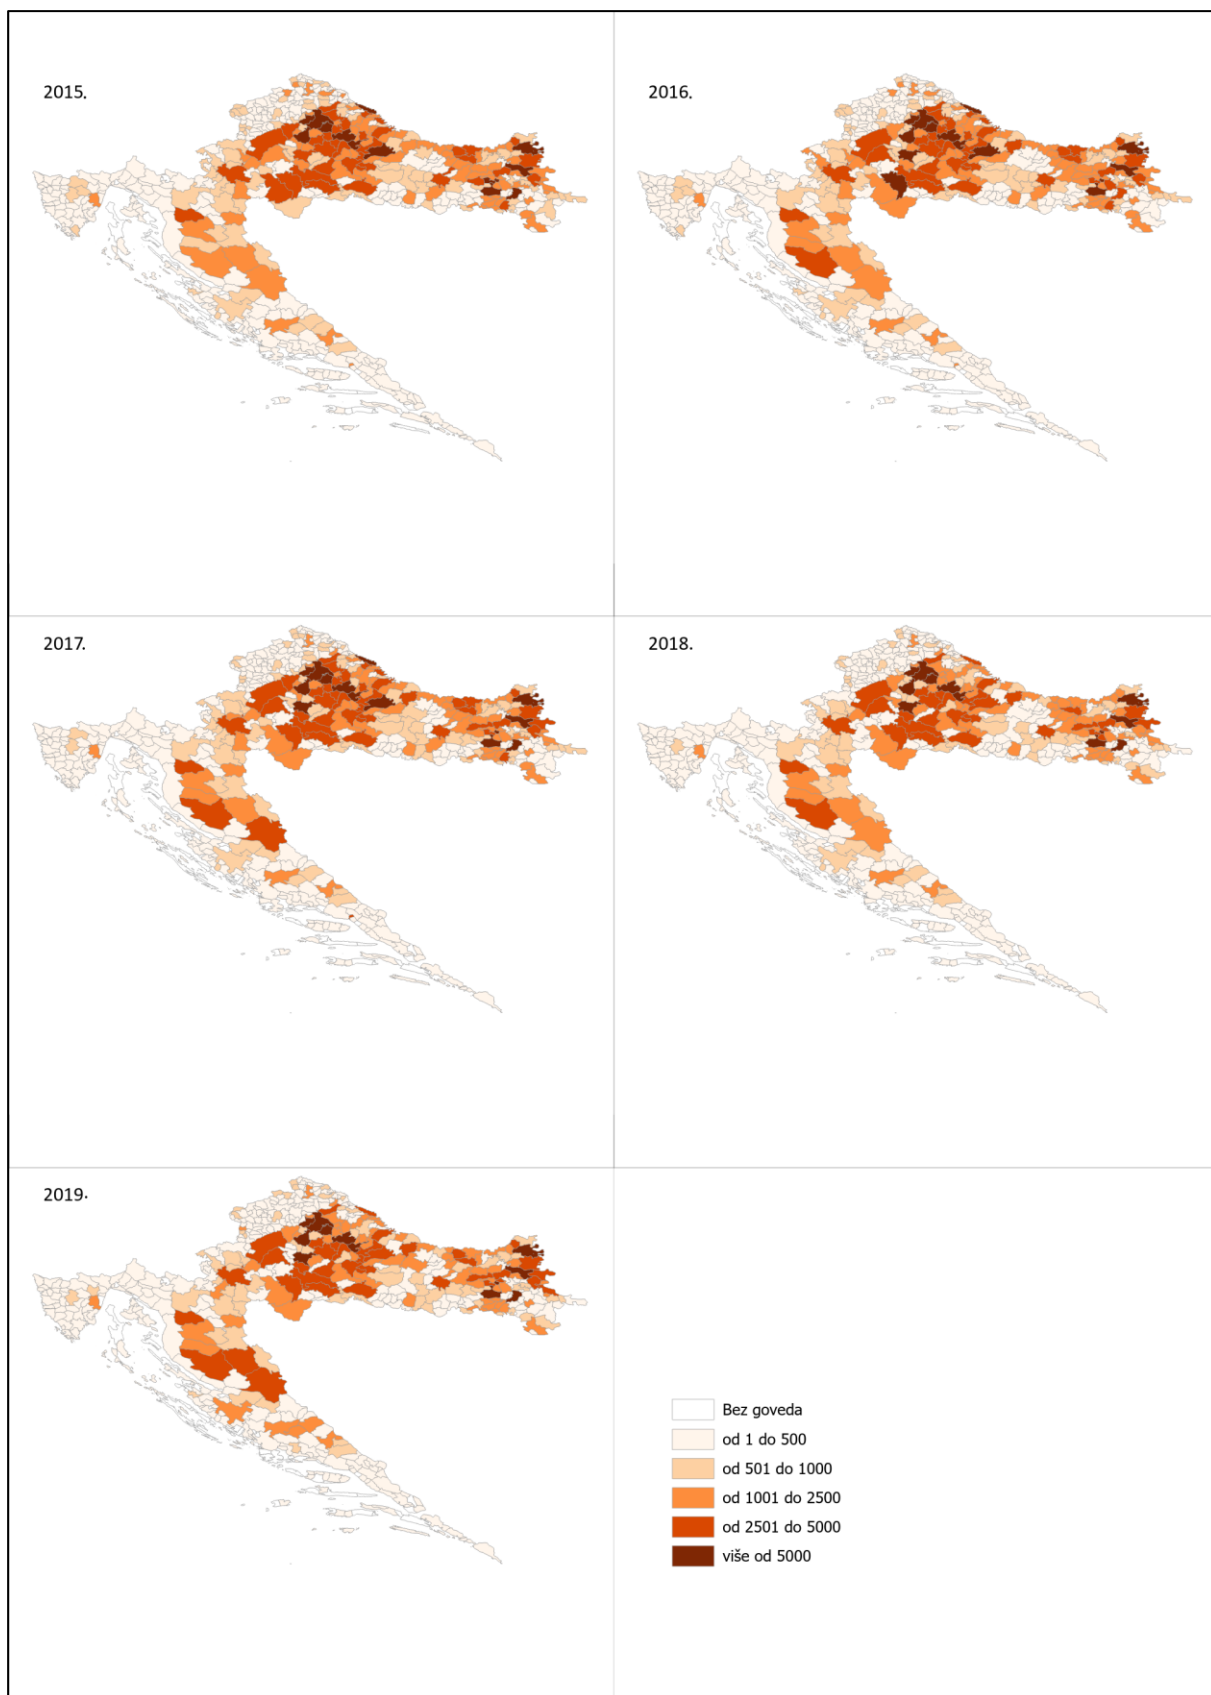 2015.
2016.
2017.
2018.
2019.
Bez goveda
od 1 do 500
od 501 do 1000
od 1001 do 2500
od 2501 do 5000
više od 5000